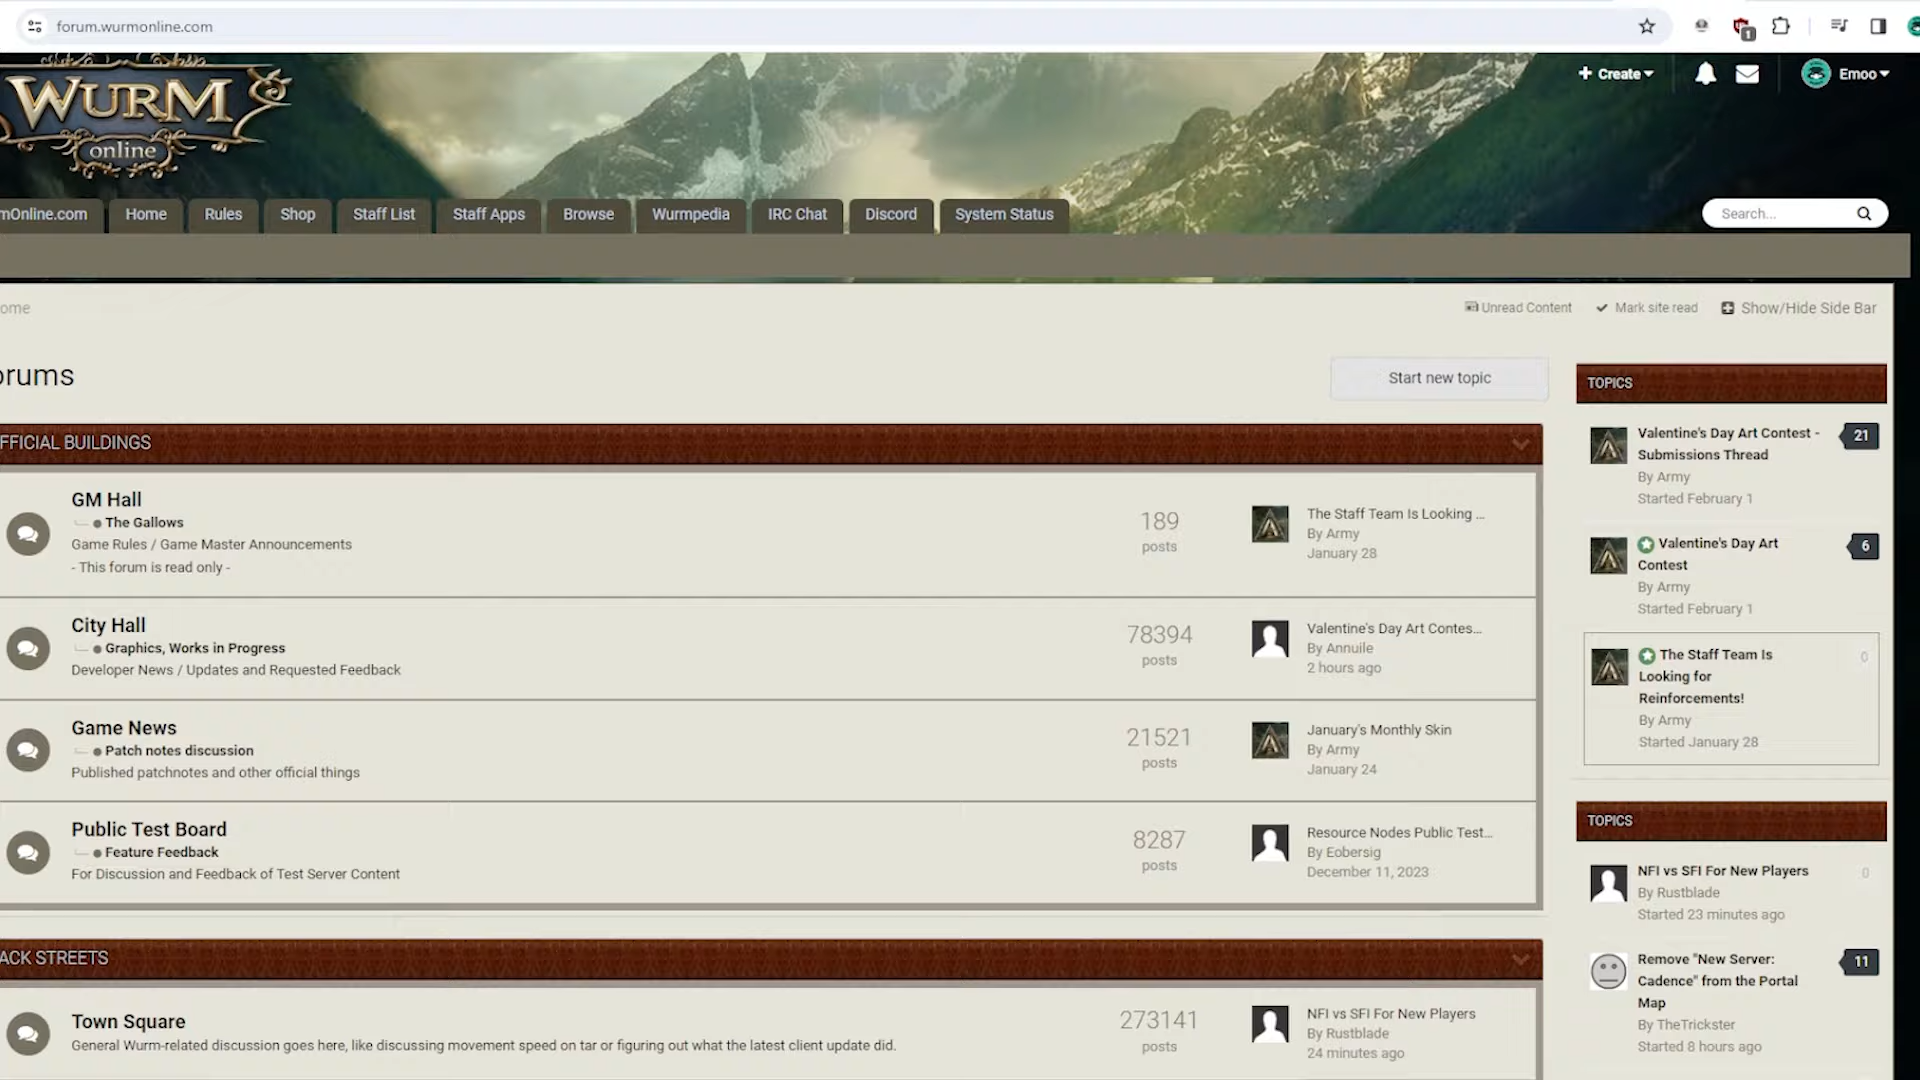 forum.wurmonline.com
1
WURM
online
+ Create
Emoo
mOnline.com
Home
Rules
Shop
Staff List
Staff Apps
Browse
Wurmpedia
IRC Chat
Discord
System Status
Search...
ome
Unread Content
Mark site read
Show/Hide Side Bar
orums
Start new topic
FFICIAL BUILDINGS
GM Hall
The Gallows
Game Rules / Game Master Announcements
- This forum is read only -
189
posts
The Staff Team Is Looking ...
By Army
January 28
City Hall
Graphics, Works in Progress
Developer News / Updates and Requested Feedback
78394
posts
Valentine's Day Art Contes...
By Annuile
2 hours ago
Game News
Patch notes discussion
Published patchnotes and other official things
21521
posts
January's Monthly Skin
By Army
January 24
Public Test Board
Feature Feedback
For Discussion and Feedback of Test Server Content
8287
posts
Resource Nodes Public Test...
By Eobersig
December 11, 2023
ACK STREETS
Town Square
General Wurm-related discussion goes here, like discussing movement speed on tar or figuring out what the latest client update did.
273141
posts
NFI vs SFI For New Players
By Rustblade
24 minutes ago
TOPICS
Valentine's Day Art Contest -
Submissions Thread
By Army
Started February 1
21
Valentine's Day Art
Contest
By Army
Started February 1
6
The Staff Team Is
Looking for
Reinforcements!
By Army
Started January 28
0
TOPICS
NFI vs SFI For New Players
By Rustblade
Started 23 minutes ago
0
Remove "New Server:
Cadence" from the Portal
Map
By TheTrickster
Started 8 hours ago
11